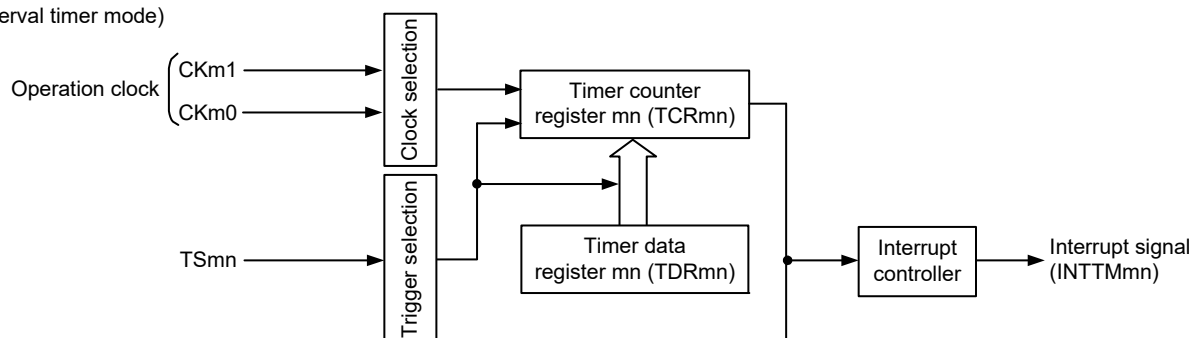 erval timer mode)
Operation clock
CKm1
CKm0
Clock selection
Timer counter
register mn (TCRmn)
TSmn
Trigger selection
Timer data
register mn (TDRmn)
Interrupt
controller
Interrupt signal
(INTTMmn)